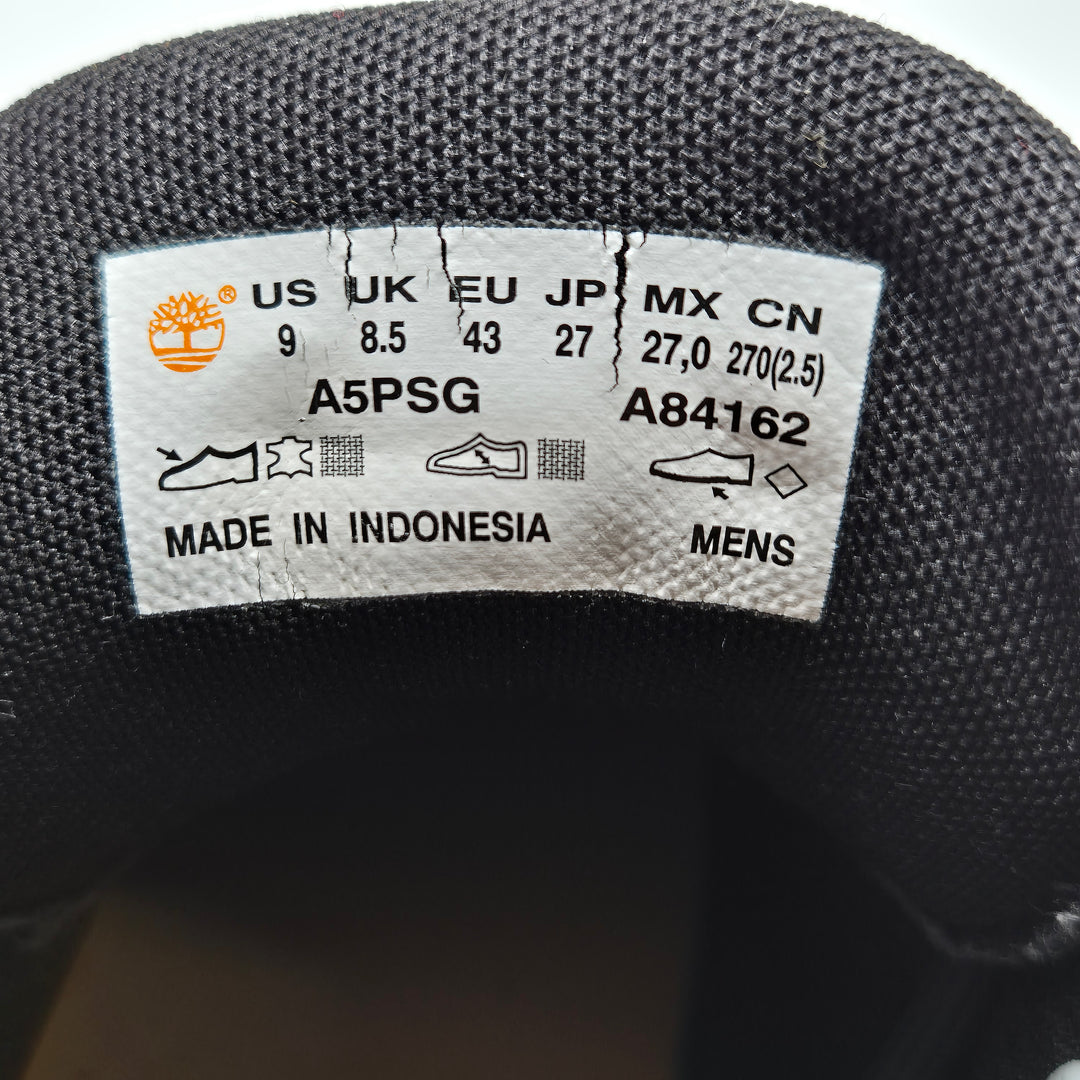 ® US UK EU JP MX CN
9 8.5 43 27 27,0 270(2.5)
A5PSG A84162
MADE IN INDONESIA MENS